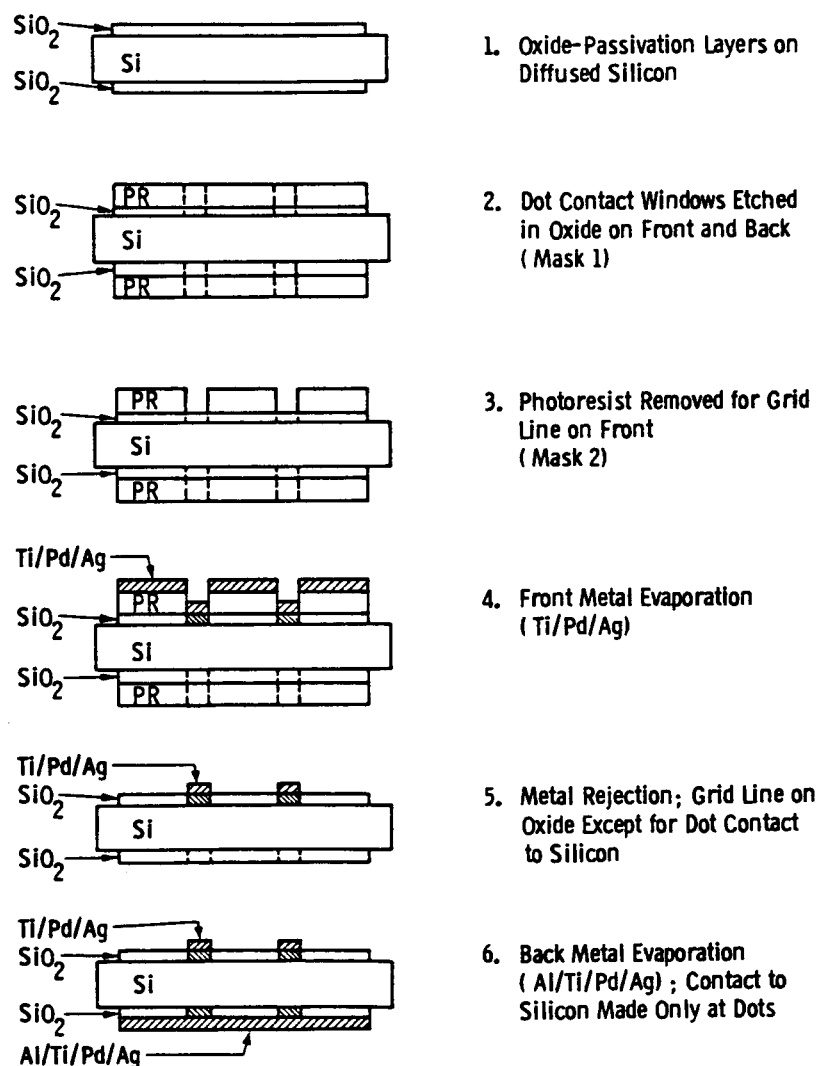 SiO2
Si
SiO2
1. Oxide-Passivation Layers on
Diffused Silicon
PR
SiO2
Si
SiO2
PR
2. Dot Contact Windows Etched
in Oxide on Front and Back
( Mask 1)
PR
SiO2
Si
SiO2
PR
3. Photoresist Removed for Grid
Line on Front
( Mask 2)
Ti/Pd/Ag
PR
SiO2
Si
SiO2
PR
4. Front Metal Evaporation
( Ti/Pd/Ag)
Ti/Pd/Ag
SiO2
Si
SiO2
5. Metal Rejection; Grid Line on
Oxide Except for Dot Contact
to Silicon
Ti/Pd/Ag
SiO2
Si
SiO2
Al/Ti/Pd/Ag
6. Back Metal Evaporation
( Al/Ti/Pd/Ag) ; Contact to
Silicon Made Only at Dots